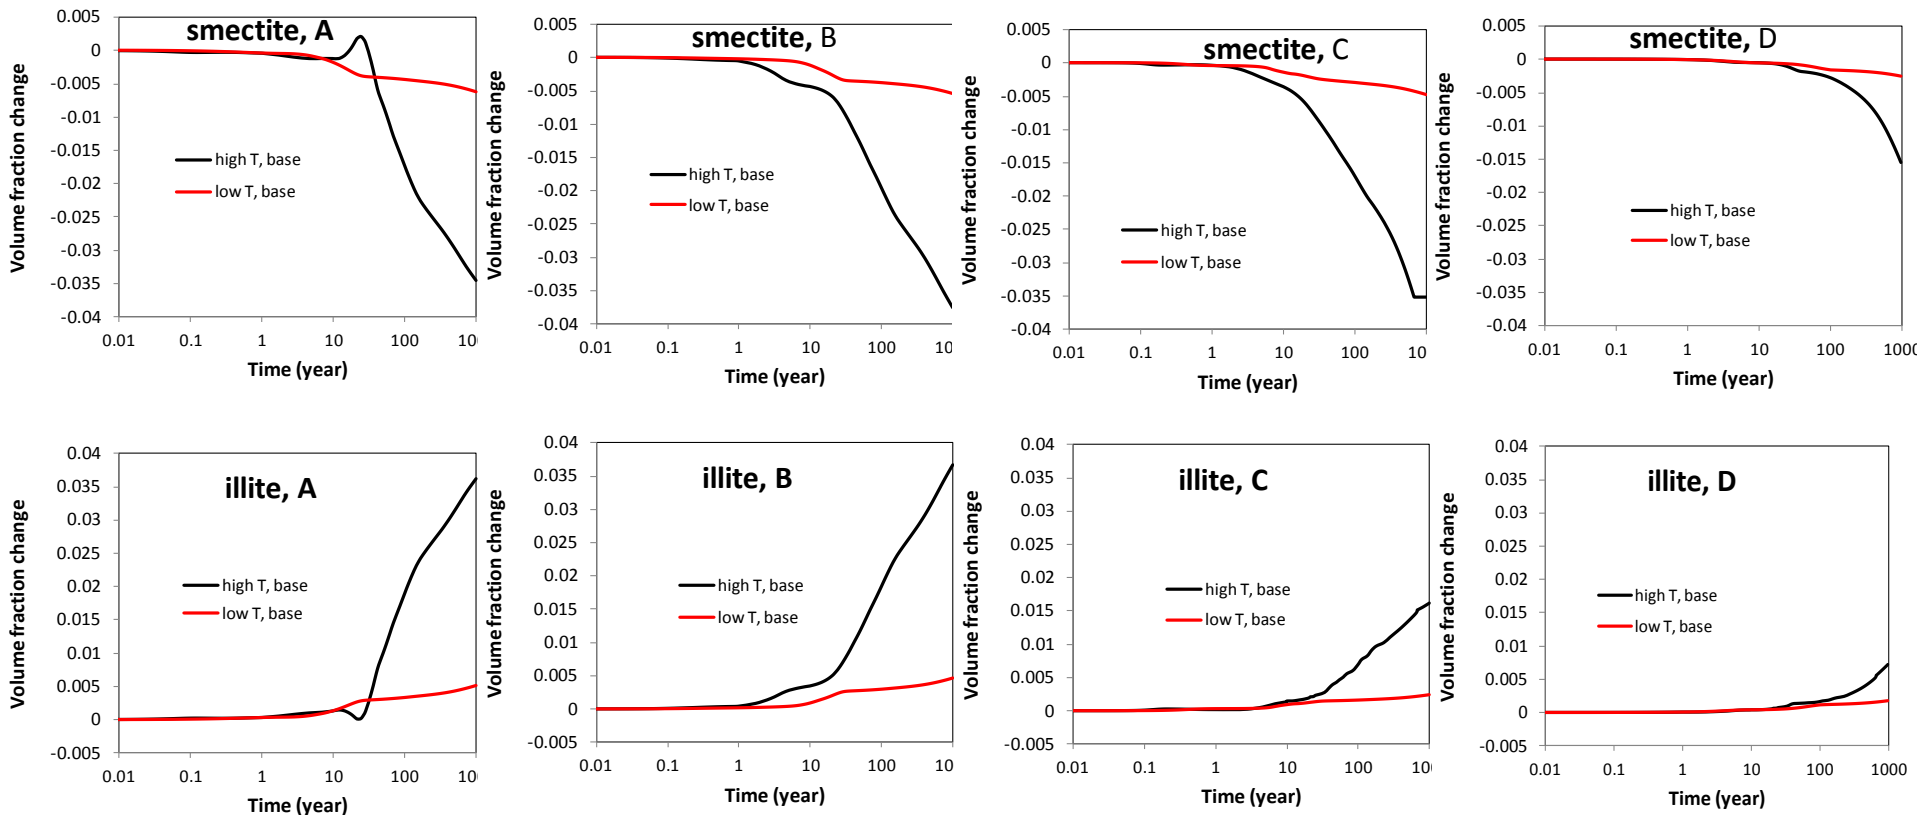 smectite, A
Volume fraction change
0.005
0
-0.005
-0.01
-0.015
-0.02
-0.025
-0.03
-0.035
-0.04
high T, base
low T, base
0.01 0.1 1 10 100
Time (year)
smectite, B
Volume fraction change
0.005
0
-0.005
-0.01
-0.015
-0.02
-0.025
-0.03
-0.035
-0.04
high T, base
low T, base
0.01 0.1 1 10 100
Time (year)
smectite, C
Volume fraction change
0.005
0
-0.005
-0.01
-0.015
-0.02
-0.025
-0.03
-0.035
-0.04
high T, base
low T, base
0.01 0.1 1 10 100
Time (year)
smectite, D
Volume fraction change
0.005
0
-0.005
-0.01
-0.015
-0.02
-0.025
-0.03
-0.035
-0.04
high T, base
low T, base
0.01 0.1 1 10 100 1000
Time (year)
illite, A
Volume fraction change
0.04
0.035
0.03
0.025
0.02
0.015
0.01
0.005
0
-0.005
high T, base
low T, base
0.01 0.1 1 10 100
Time (year)
illite, B
Volume fraction change
0.04
0.035
0.03
0.025
0.02
0.015
0.01
0.005
0
-0.005
high T, base
low T, base
0.01 0.1 1 10 100
Time (year)
illite, C
Volume fraction change
0.04
0.035
0.03
0.025
0.02
0.015
0.01
0.005
0
-0.005
high T, base
low T, base
0.01 0.1 1 10 100
Time (year)
illite, D
Volume fraction change
0.04
0.035
0.03
0.025
0.02
0.015
0.01
0.005
0
-0.005
high T, base
low T, base
0.01 0.1 1 10 100 1000
Time (year)